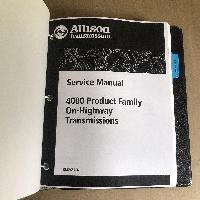 Allison
Transmission
Service Manual
4000 Product Family
On-Highway
Transmissions